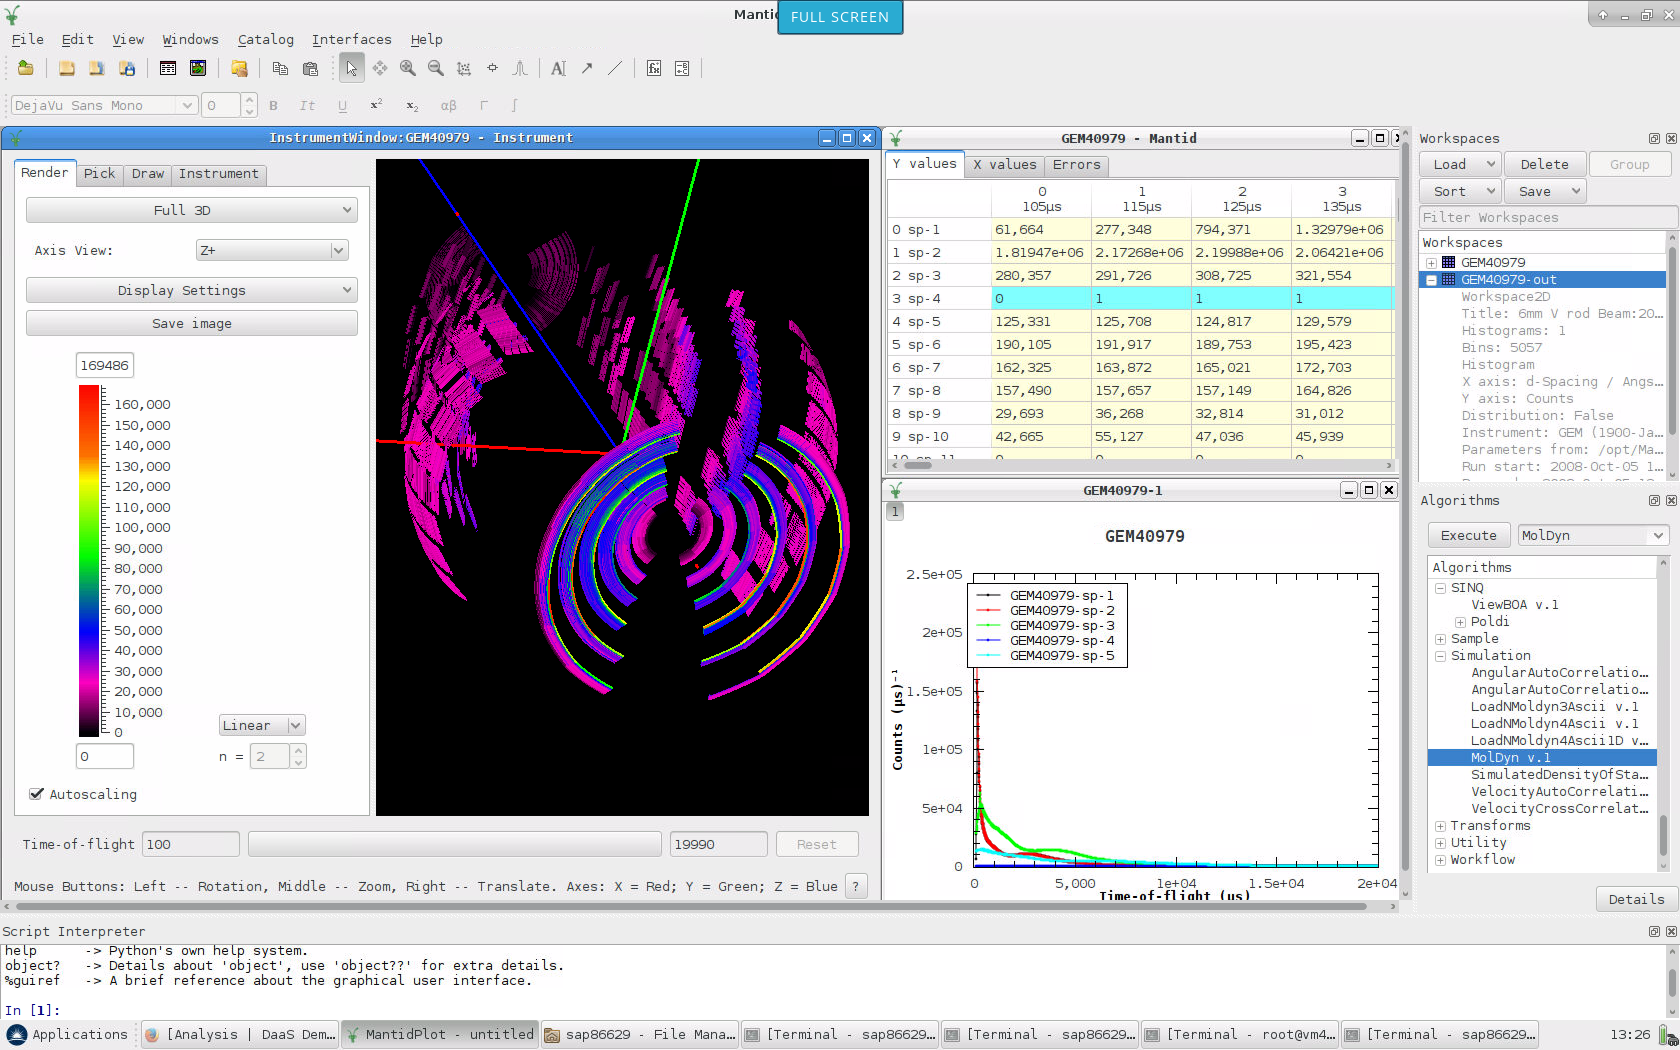 Mantid
FULL SCREEN
File Edit View Windows Catalog Interfaces Help
DejaVu Sans Mono 0 B It U x² x₂ αβ Γ ∫
InstrumentWindow:GEM40979 - Instrument
Render Pick Draw Instrument
Full 3D
Axis View: Z+
Display Settings
Save image
169486
160,000
150,000
140,000
130,000
120,000
110,000
100,000
90,000
80,000
70,000
60,000
50,000
40,000
30,000
20,000
10,000
0
Linear
0
n = 2
Autoscaling
Time-of-flight 100 19990 Reset
Mouse Buttons: Left -- Rotation, Middle -- Zoom, Right -- Translate. Axes: X = Red; Y = Green; Z = Blue ?
GEM40979 - Mantid
Y values X values Errors
0 1 2 3
105µs 115µs 125µs 135µs
0 sp-1 61,664 277,348 794,371 1.32979e+06
1 sp-2 1.81947e+06 2.17268e+06 2.19988e+06 2.06421e+06
2 sp-3 280,357 291,726 308,725 321,554
3 sp-4 0 1 1 1
4 sp-5 125,331 125,708 124,817 129,579
5 sp-6 190,105 191,917 189,753 195,423
6 sp-7 162,325 163,872 165,021 172,703
7 sp-8 157,490 157,657 157,149 164,826
8 sp-9 29,693 36,268 32,814 31,012
9 sp-10 42,665 55,127 47,036 45,939
10 sp-11 0 0 0 0
GEM40979-1
1
GEM40979
2.5e+05
2e+05
1.5e+05
1e+05
5e+04
0
Counts (µs)⁻¹
GEM40979-sp-1
GEM40979-sp-2
GEM40979-sp-3
GEM40979-sp-4
GEM40979-sp-5
0 5,000 1e+04 1.5e+04 2e+04
Time-of-flight (µs)
Workspaces
Load Delete Group
Sort Save
Filter Workspaces
Workspaces
GEM40979
GEM40979-out
Workspace2D
Title: 6mm V rod Beam:20...
Histograms: 1
Bins: 5057
Histogram
X axis: d-Spacing / Angs...
Y axis: Counts
Distribution: False
Instrument: GEM (1900-Ja...
Parameters from: /opt/Ma...
Run start: 2008-Oct-05 1...
Algorithms
Execute MolDyn
Algorithms
SINQ
ViewBOA v.1
Poldi
Sample
Simulation
AngularAutoCorrelatio...
AngularAutoCorrelatio...
LoadNMoldyn3Ascii v.1
LoadNMoldyn4Ascii v.1
LoadNMoldyn4Ascii1D v...
MolDyn v.1
SimulatedDensityOfSta...
VelocityAutoCorrelati...
VelocityCrossCorrelat...
Transforms
Utility
Workflow
Details
Script Interpreter
help -> Python's own help system.
object? -> Details about 'object', use 'object??' for extra details.
%guiref -> A brief reference about the graphical user interface.
In [1]:
Applications [Analysis | DaaS Dem... MantidPlot - untitled sap86629 - File Mana... [Terminal - sap86629... [Terminal - sap86629... [Terminal - root@vm4... [Terminal - sap86629... 13:26